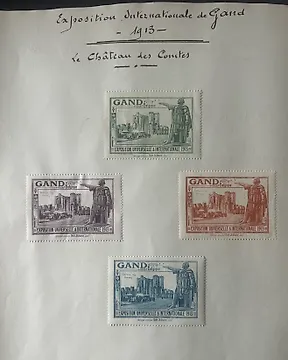 Exposition Internationale de Gand
- 1913 -
Le Château des Comtes
GAND
EXPOSITION UNIVERSELLE & INTERNATIONALE 1913
GAND
EXPOSITION UNIVERSELLE & INTERNATIONALE 1913
GAND
EXPOSITION UNIVERSELLE & INTERNATIONALE 1913
GAND
EXPOSITION UNIVERSELLE & INTERNATIONALE 1913